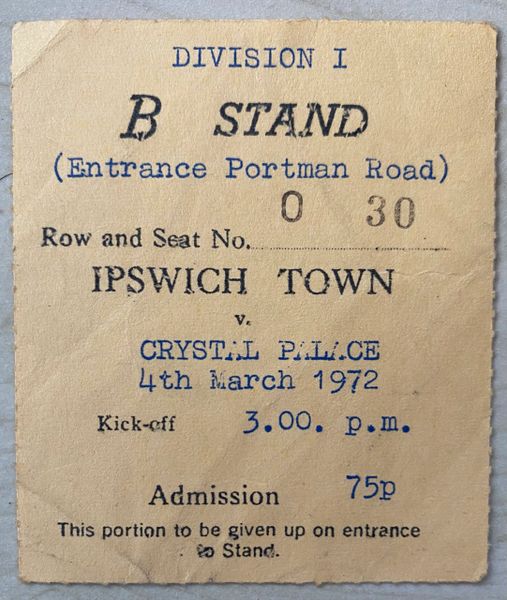 DIVISION I
B STAND
(Entrance Portman Road)
O 30
Row and Seat No.
IPSWICH TOWN
v.
CRYSTAL PALACE
4th March 1972
Kick-off 3.00. p.m.
Admission 75p
This portion to be given up on entrance
to Stand.